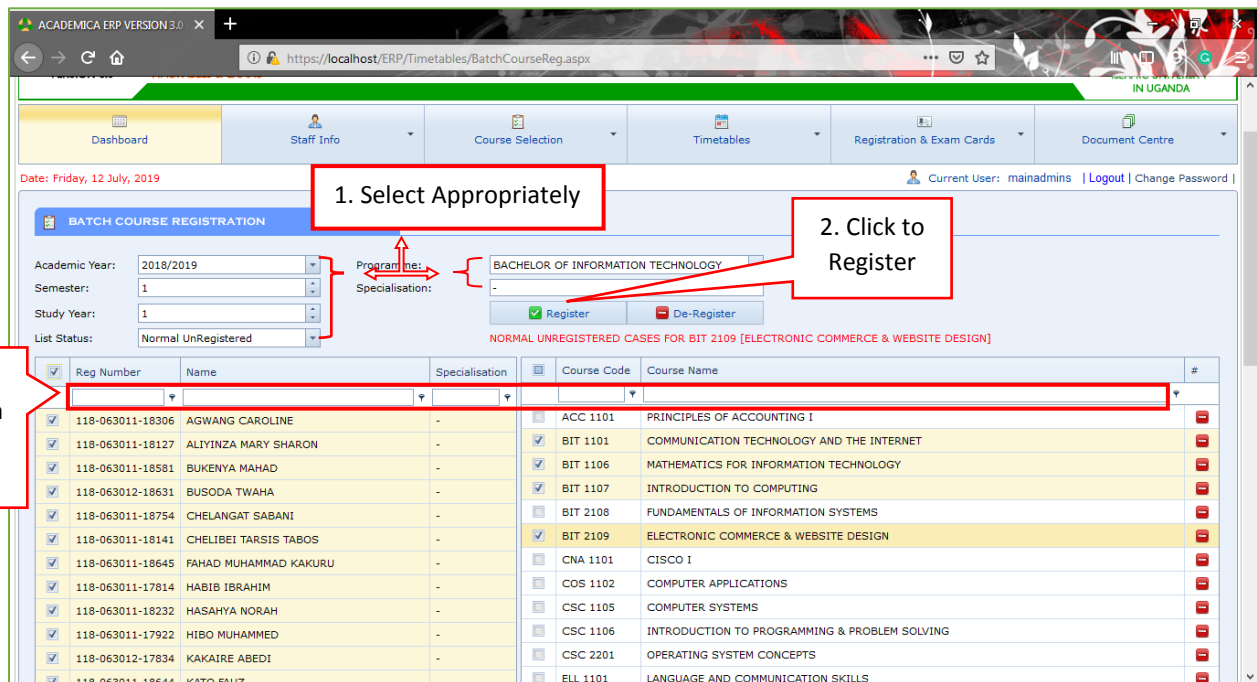 ACADEMICA ERP VERSION 3.0
https://localhost/ERP/Timetables/BatchCourseReg.aspx
IN UGANDA
Dashboard
Staff Info
Course Selection
Timetables
Registration & Exam Cards
Document Centre
Date: Friday, 12 July, 2019
Current User: mainadmins | Logout | Change Password |
1. Select Appropriately
2. Click to
Register
BATCH COURSE REGISTRATION
Academic Year: 2018/2019
Programme: BACHELOR OF INFORMATION TECHNOLOGY
Semester: 1
Specialisation: -
Study Year: 1
Register
De-Register
List Status: Normal UnRegistered
NORMAL UNREGISTERED CASES FOR BIT 2109 [ELECTRONIC COMMERCE & WEBSITE DESIGN]
Reg Number Name Specialisation Course Code Course Name #
118-063011-18306 AGWANG CAROLINE - ACC 1101 PRINCIPLES OF ACCOUNTING I
118-063011-18127 ALIYINZA MARY SHARON - BIT 1101 COMMUNICATION TECHNOLOGY AND THE INTERNET
118-063011-18581 BUKENYA MAHAD - BIT 1106 MATHEMATICS FOR INFORMATION TECHNOLOGY
118-063012-18631 BUSODA TWAHA - BIT 1107 INTRODUCTION TO COMPUTING
118-063011-18754 CHELANGAT SABANI - BIT 2108 FUNDAMENTALS OF INFORMATION SYSTEMS
118-063011-18141 CHELIBEI TARSIS TABOS - BIT 2109 ELECTRONIC COMMERCE & WEBSITE DESIGN
118-063011-18645 FAHAD MUHAMMAD KAKURU - CNA 1101 CISCO I
118-063011-17814 HABIB IBRAHIM - COS 1102 COMPUTER APPLICATIONS
118-063011-18232 HASAHYA NORAH - CSC 1105 COMPUTER SYSTEMS
118-063011-17922 HIBO MUHAMMED - CSC 1106 INTRODUCTION TO PROGRAMMING & PROBLEM SOLVING
118-063012-17834 KAKAIRE ABEDI - CSC 2201 OPERATING SYSTEM CONCEPTS
118-063011-18644 KATO FAUZ - ELL 1101 LANGUAGE AND COMMUNICATION SKILLS